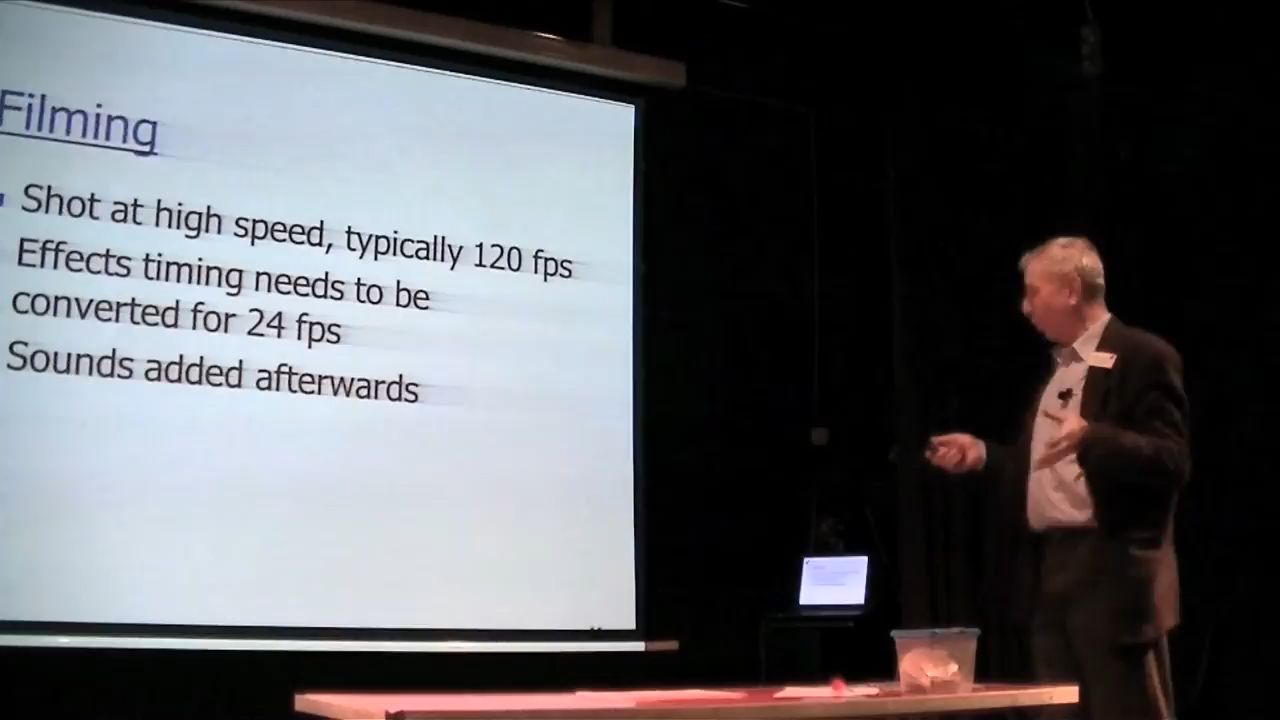 Filming
Shot at high speed, typically 120 fps
Effects timing needs to be
converted for 24 fps
Sounds added afterwards